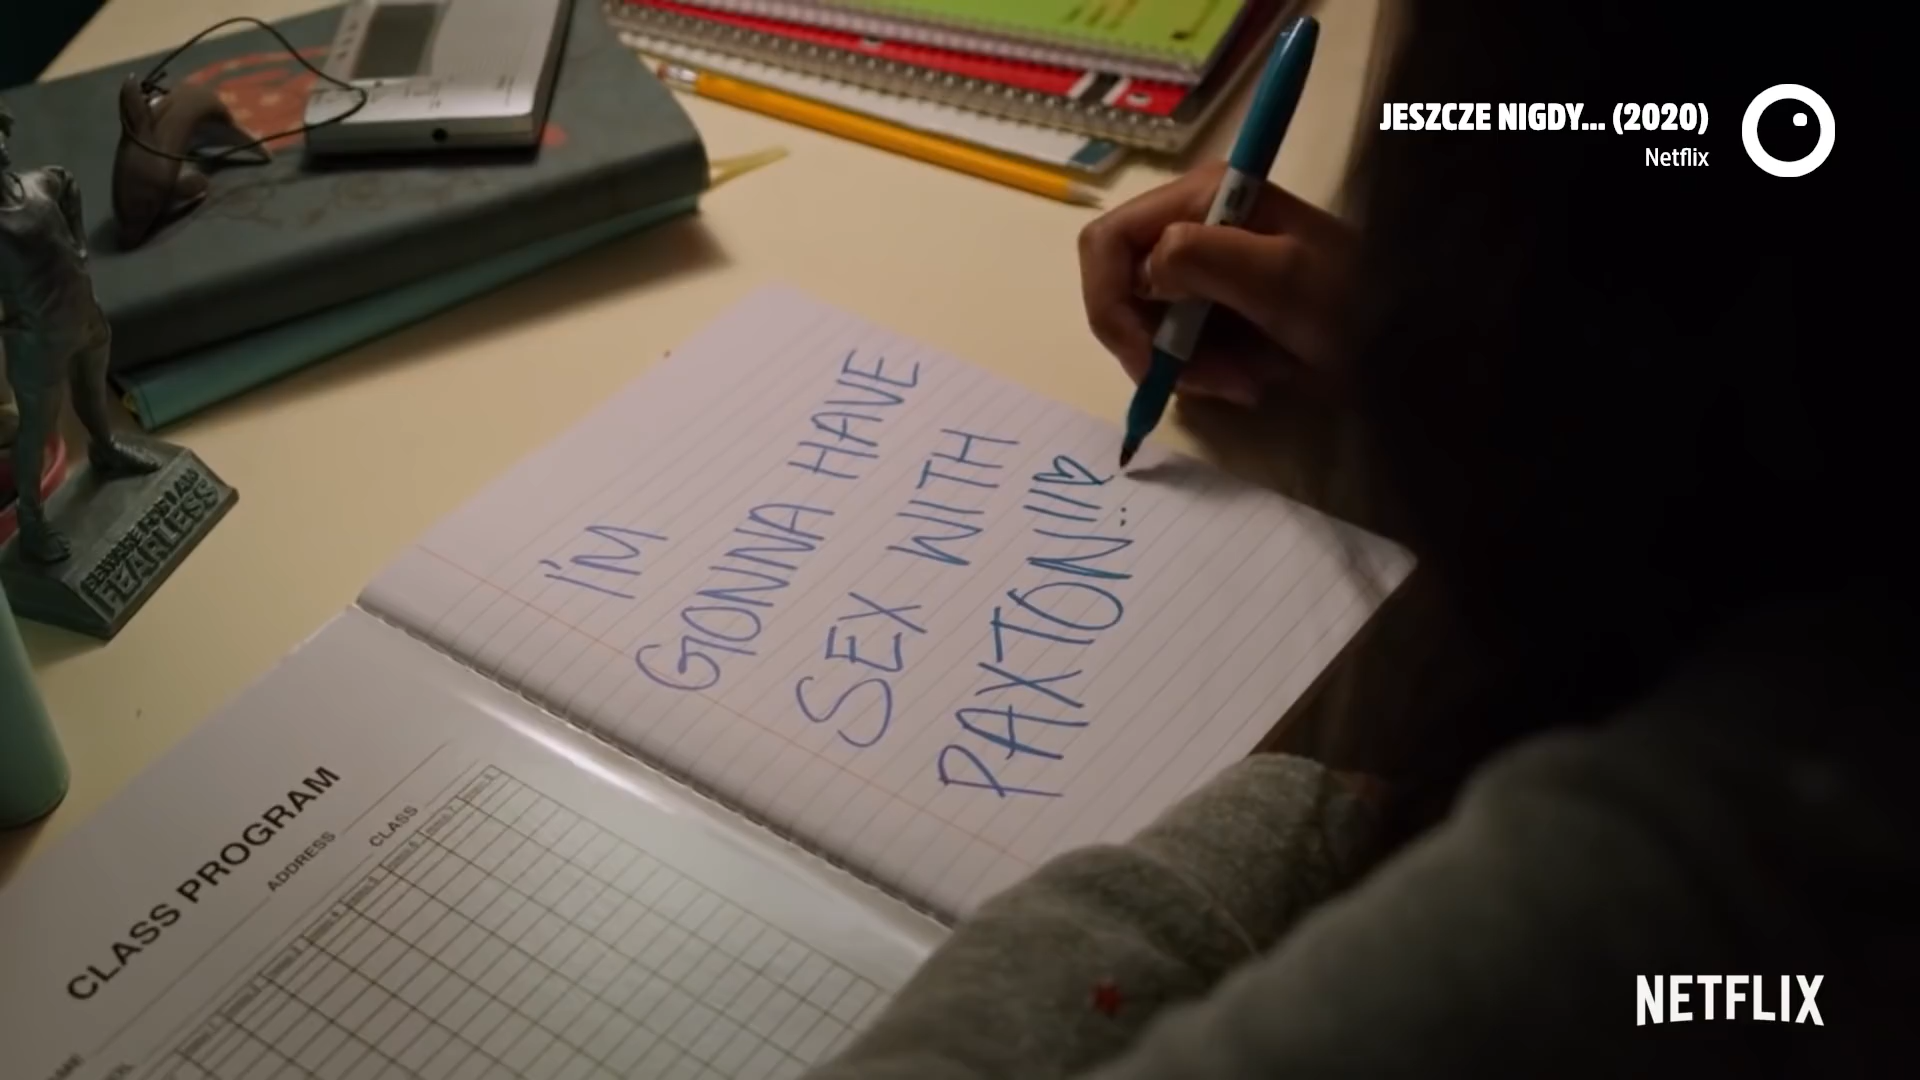 JESZCZE NIGDY... (2020)
Netflix
I'M
GONNA HAVE
SEX WITH
PAXTON!!!
FEARLESS
CLASS PROGRAM
ADDRESS
CLASS
NETFLIX